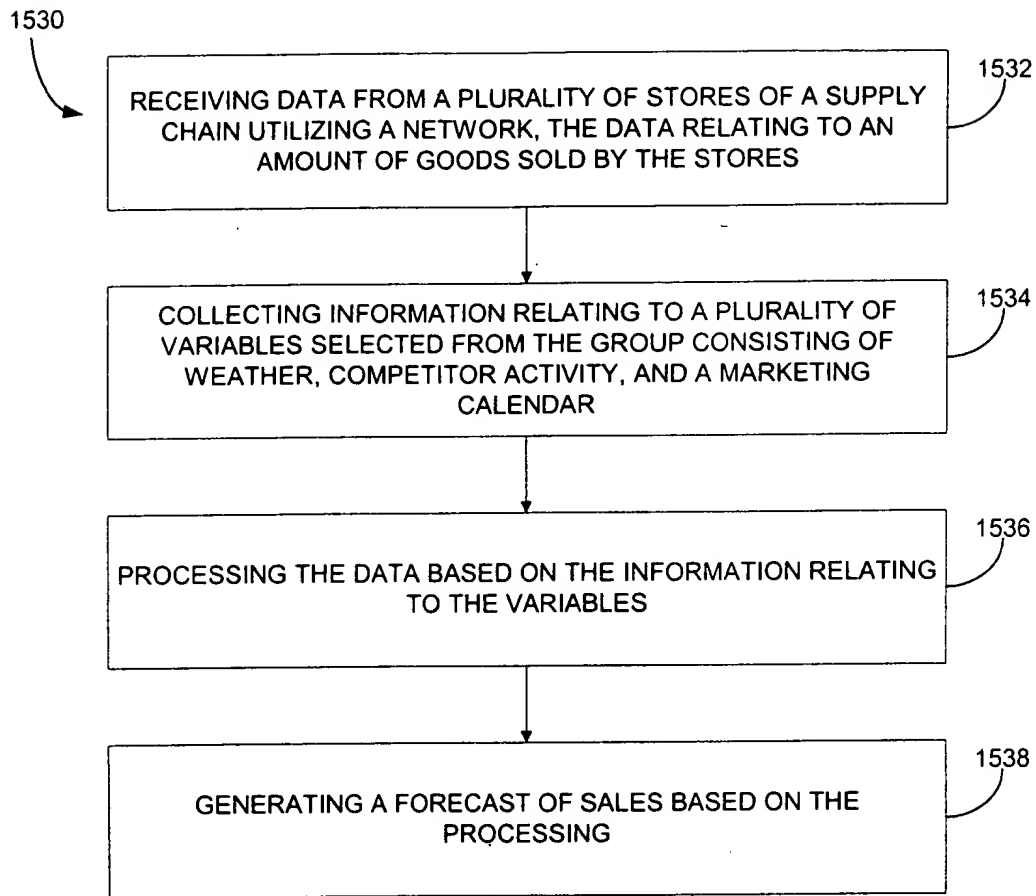 1530
1532
RECEIVING DATA FROM A PLURALITY OF STORES OF A SUPPLY
CHAIN UTILIZING A NETWORK, THE DATA RELATING TO AN
AMOUNT OF GOODS SOLD BY THE STORES
1534
COLLECTING INFORMATION RELATING TO A PLURALITY OF
VARIABLES SELECTED FROM THE GROUP CONSISTING OF
WEATHER, COMPETITOR ACTIVITY, AND A MARKETING
CALENDAR
1536
PROCESSING THE DATA BASED ON THE INFORMATION RELATING
TO THE VARIABLES
1538
GENERATING A FORECAST OF SALES BASED ON THE
PROCESSING